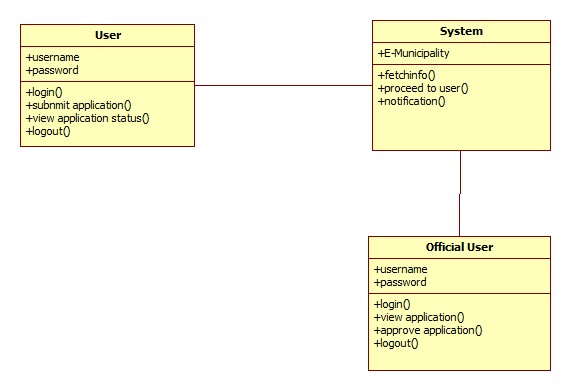 User
+username
+password
+login()
+subnmit application()
+view application status()
+logout()
System
+E-Municipality
+fetchinfo()
+proceed to user()
+notification()
Official User
+username
+password
+login()
+view application()
+approve application()
+logout()